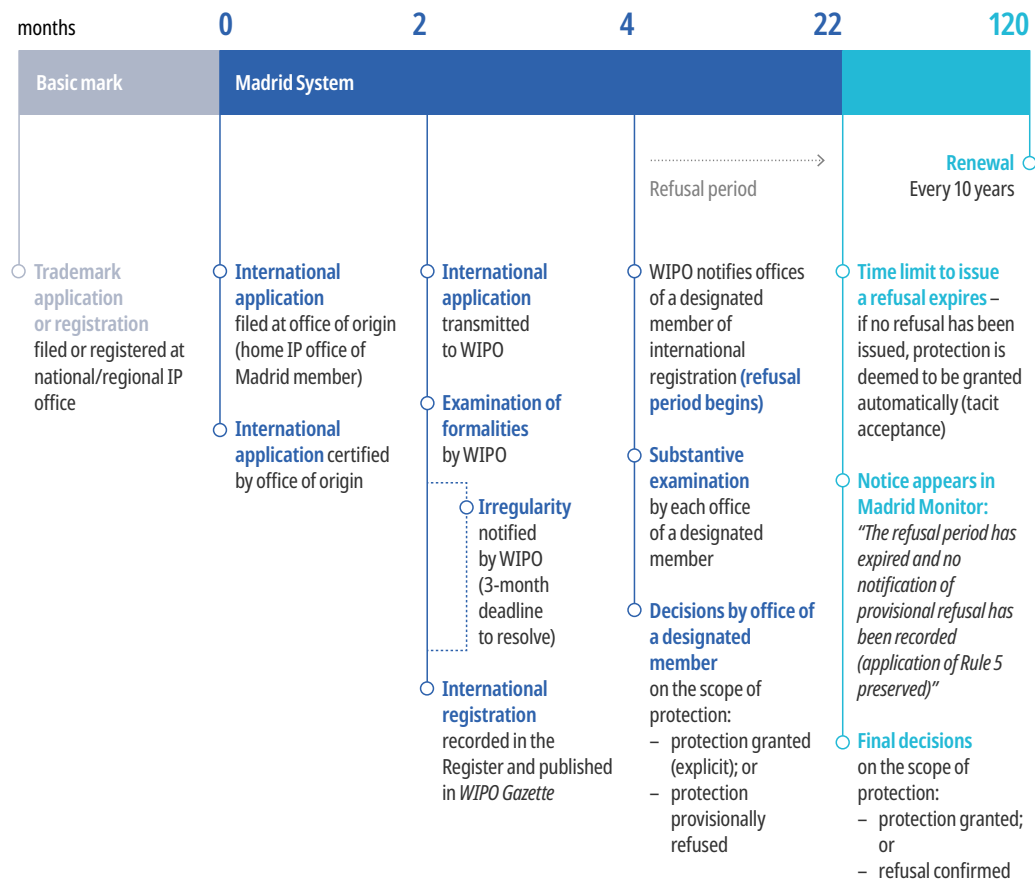 months
0
2
4
22
120
Basic mark
Madrid System
Refusal period
Renewal
Every 10 years
Trademark
application
or registration
filed or registered at
national/regional IP
office
International
application
filed at office of origin
(home IP office of
Madrid member)
International
application certified
by office of origin
International
application
transmitted
to WIPO
Examination of
formalities
by WIPO
Irregularity
notified
by WIPO
(3-month
deadline
to resolve)
International
registration
recorded in the
Register and published
in WIPO Gazette
WIPO notifies offices
of a designated
member of
international
registration (refusal
period begins)
Substantive
examination
by each office
of a designated
member
Decisions by office of
a designated
member
on the scope of
protection:
– protection granted
(explicit); or
– protection
provisionally
refused
Time limit to issue
a refusal expires –
if no refusal has been
issued, protection is
deemed to be granted
automatically (tacit
acceptance)
Notice appears in
Madrid Monitor:
“The refusal period has
expired and no
notification of
provisional refusal has
been recorded
(application of Rule 5
preserved)”
Final decisions
on the scope of
protection:
– protection granted;
or
– refusal confirmed